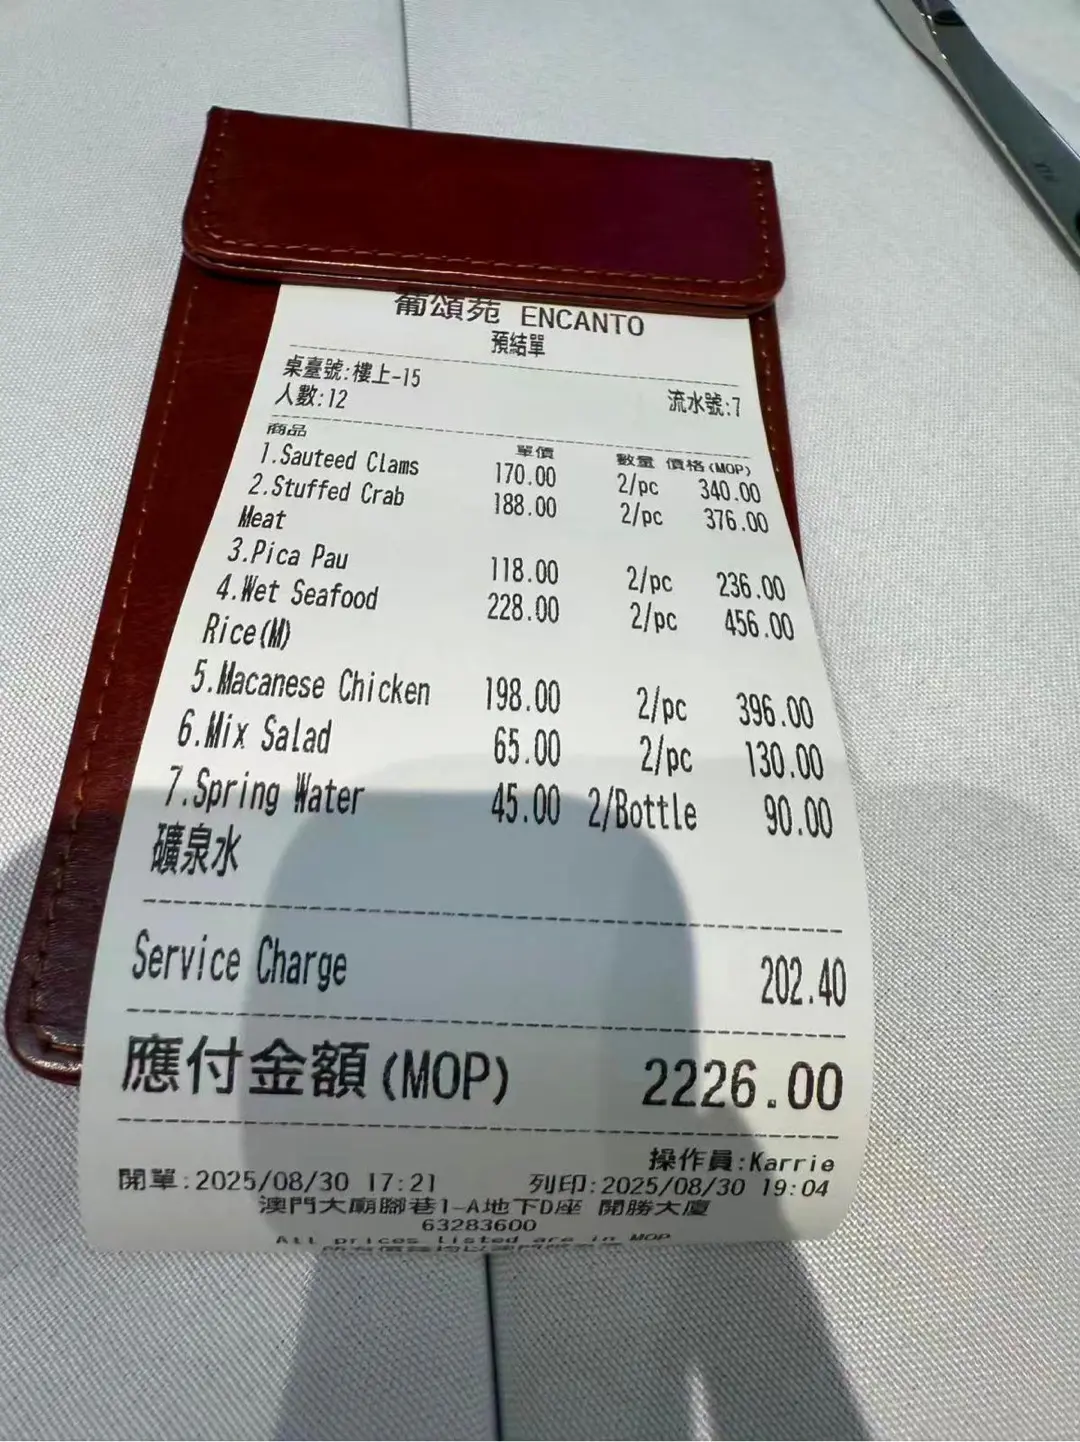 葡頌苑 ENCANTO
預結單
桌臺號:樓上-15
人數:12 流水號:7
商品 單價 數量 價格(MOP)
1.Sauteed Clams 170.00 2/pc 340.00
2.Stuffed Crab 188.00 2/pc 376.00
Meat
3.Pica Pau 118.00 2/pc 236.00
4.Wet Seafood 228.00 2/pc 456.00
Rice(M)
5.Macanese Chicken 198.00 2/pc 396.00
6.Mix Salad 65.00 2/pc 130.00
7.Spring Water 45.00 2/Bottle 90.00
礦泉水
Service Charge 202.40
應付金額(MOP) 2226.00
操作員:Karrie
開單:2025/08/30 17:21 列印:2025/08/30 19:04
澳門大廟腳巷1-A地下D座 開勝大廈
63283600
All prices listed are in MOP